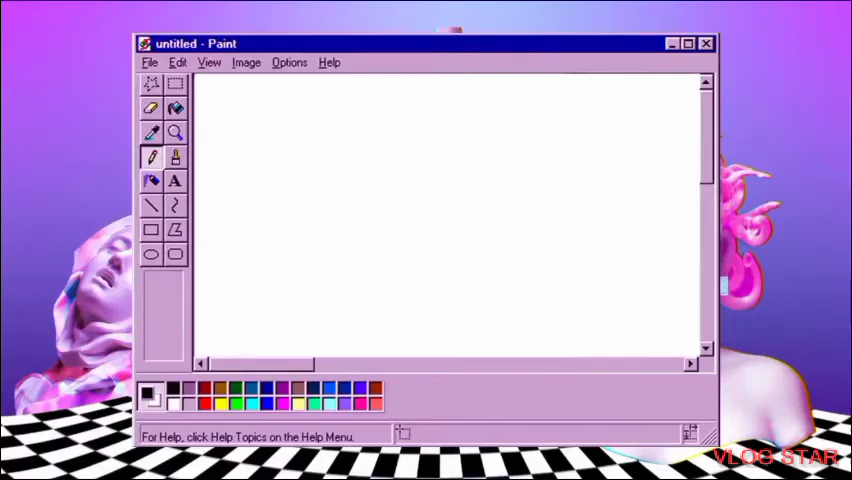 untitled - Paint
File Edit View Image Options Help
A
For Help, click Help Topics on the Help Menu.
VLOG STAR